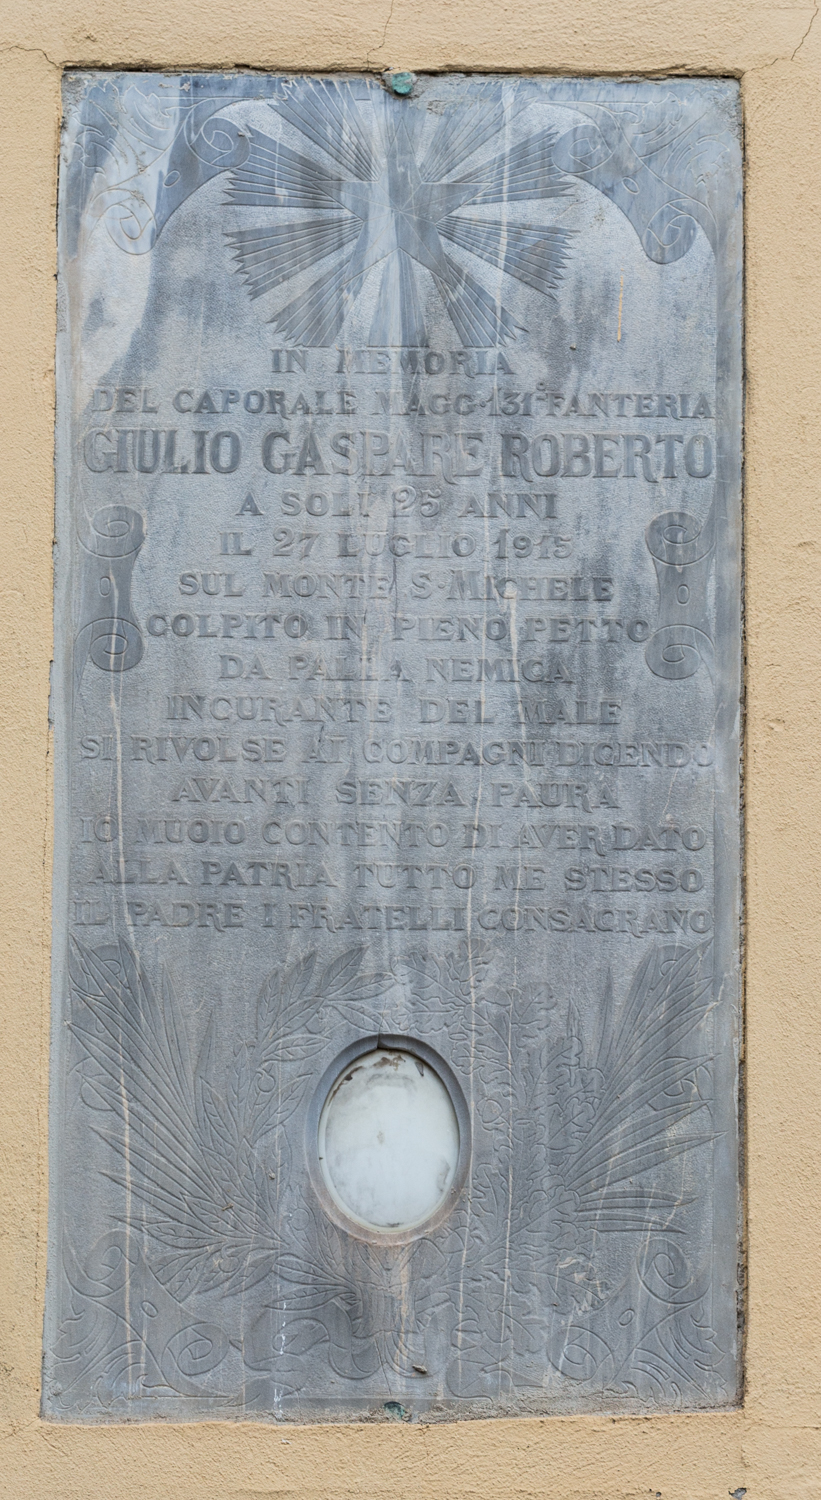 IN MEMORIA
DEL CAPORALE MAGG·131° FANTERIA
GIULIO GASPARE ROBERTO
A SOLI 25 ANNI
IL 27 LUGLIO 1915
SUL MONTE S·MICHELE
COLPITO IN PIENO PETTO
DA PALLA NEMICA
INCURANTE DEL MALE
SI RIVOLSE AI COMPAGNI DICENDO
AVANTI SENZA PAURA
IO MUOIO CONTENTO DI AVER DATO
ALLA PATRIA TUTTO ME STESSO
IL PADRE I FRATELLI CONSACRANO